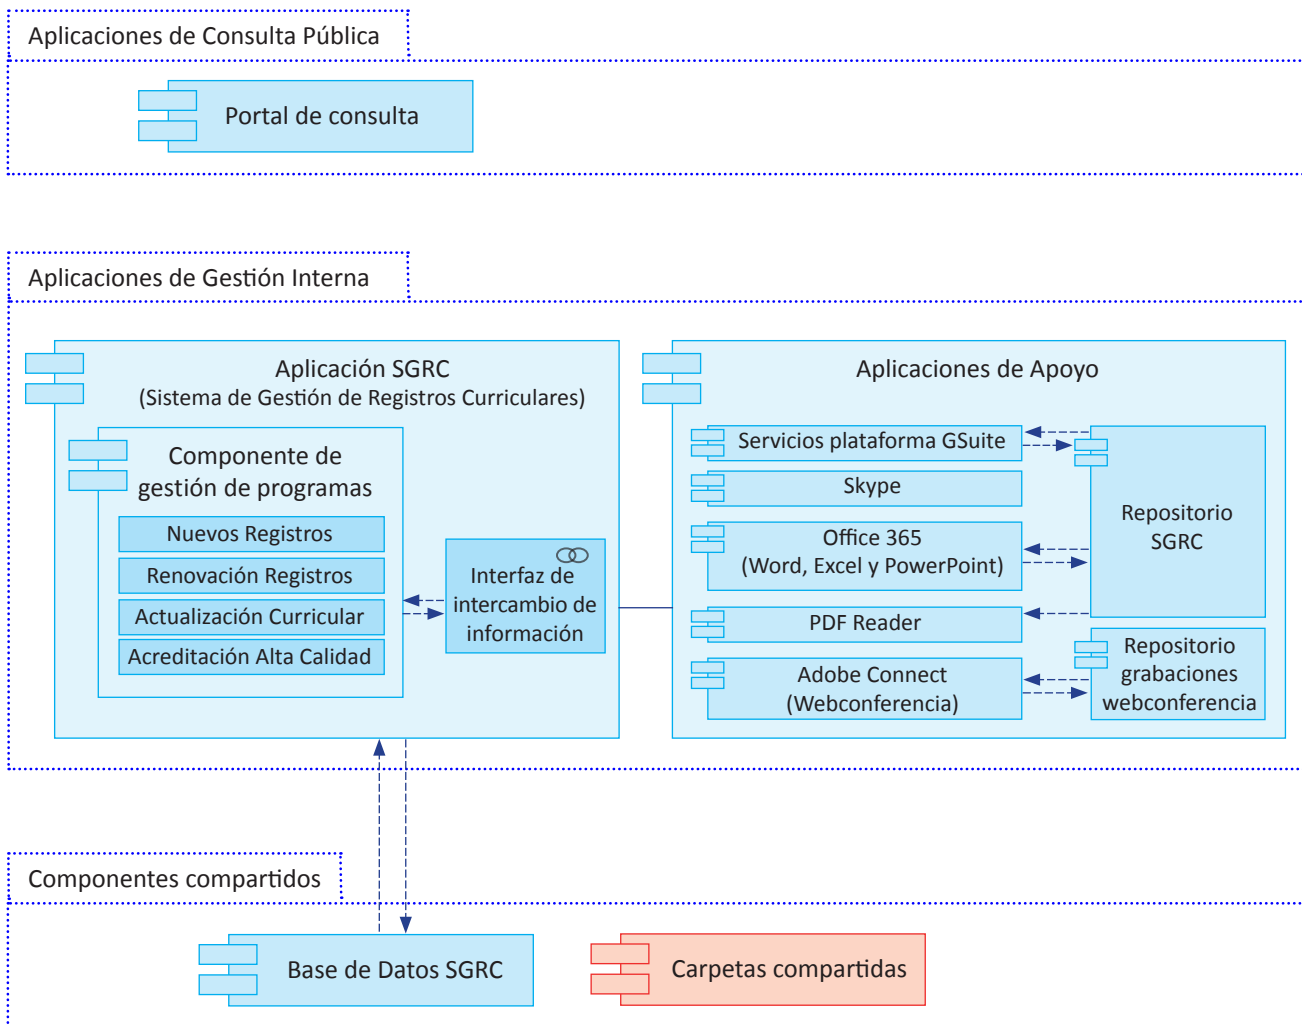 Aplicaciones de Consulta Pública
Portal de consulta
Aplicaciones de Gestión Interna
Aplicación SGRC
(Sistema de Gestión de Registros Curriculares)
Componente de
gestión de programas
Nuevos Registros
Renovación Registros
Actualización Curricular
Acreditación Alta Calidad
Interfaz de
intercambio de
información
Aplicaciones de Apoyo
Servicios plataforma GSuite
Skype
Office 365
(Word, Excel y PowerPoint)
PDF Reader
Adobe Connect
(Webconferencia)
Repositorio
SGRC
Repositorio
grabaciones
webconferencia
Componentes compartidos
Base de Datos SGRC
Carpetas compartidas